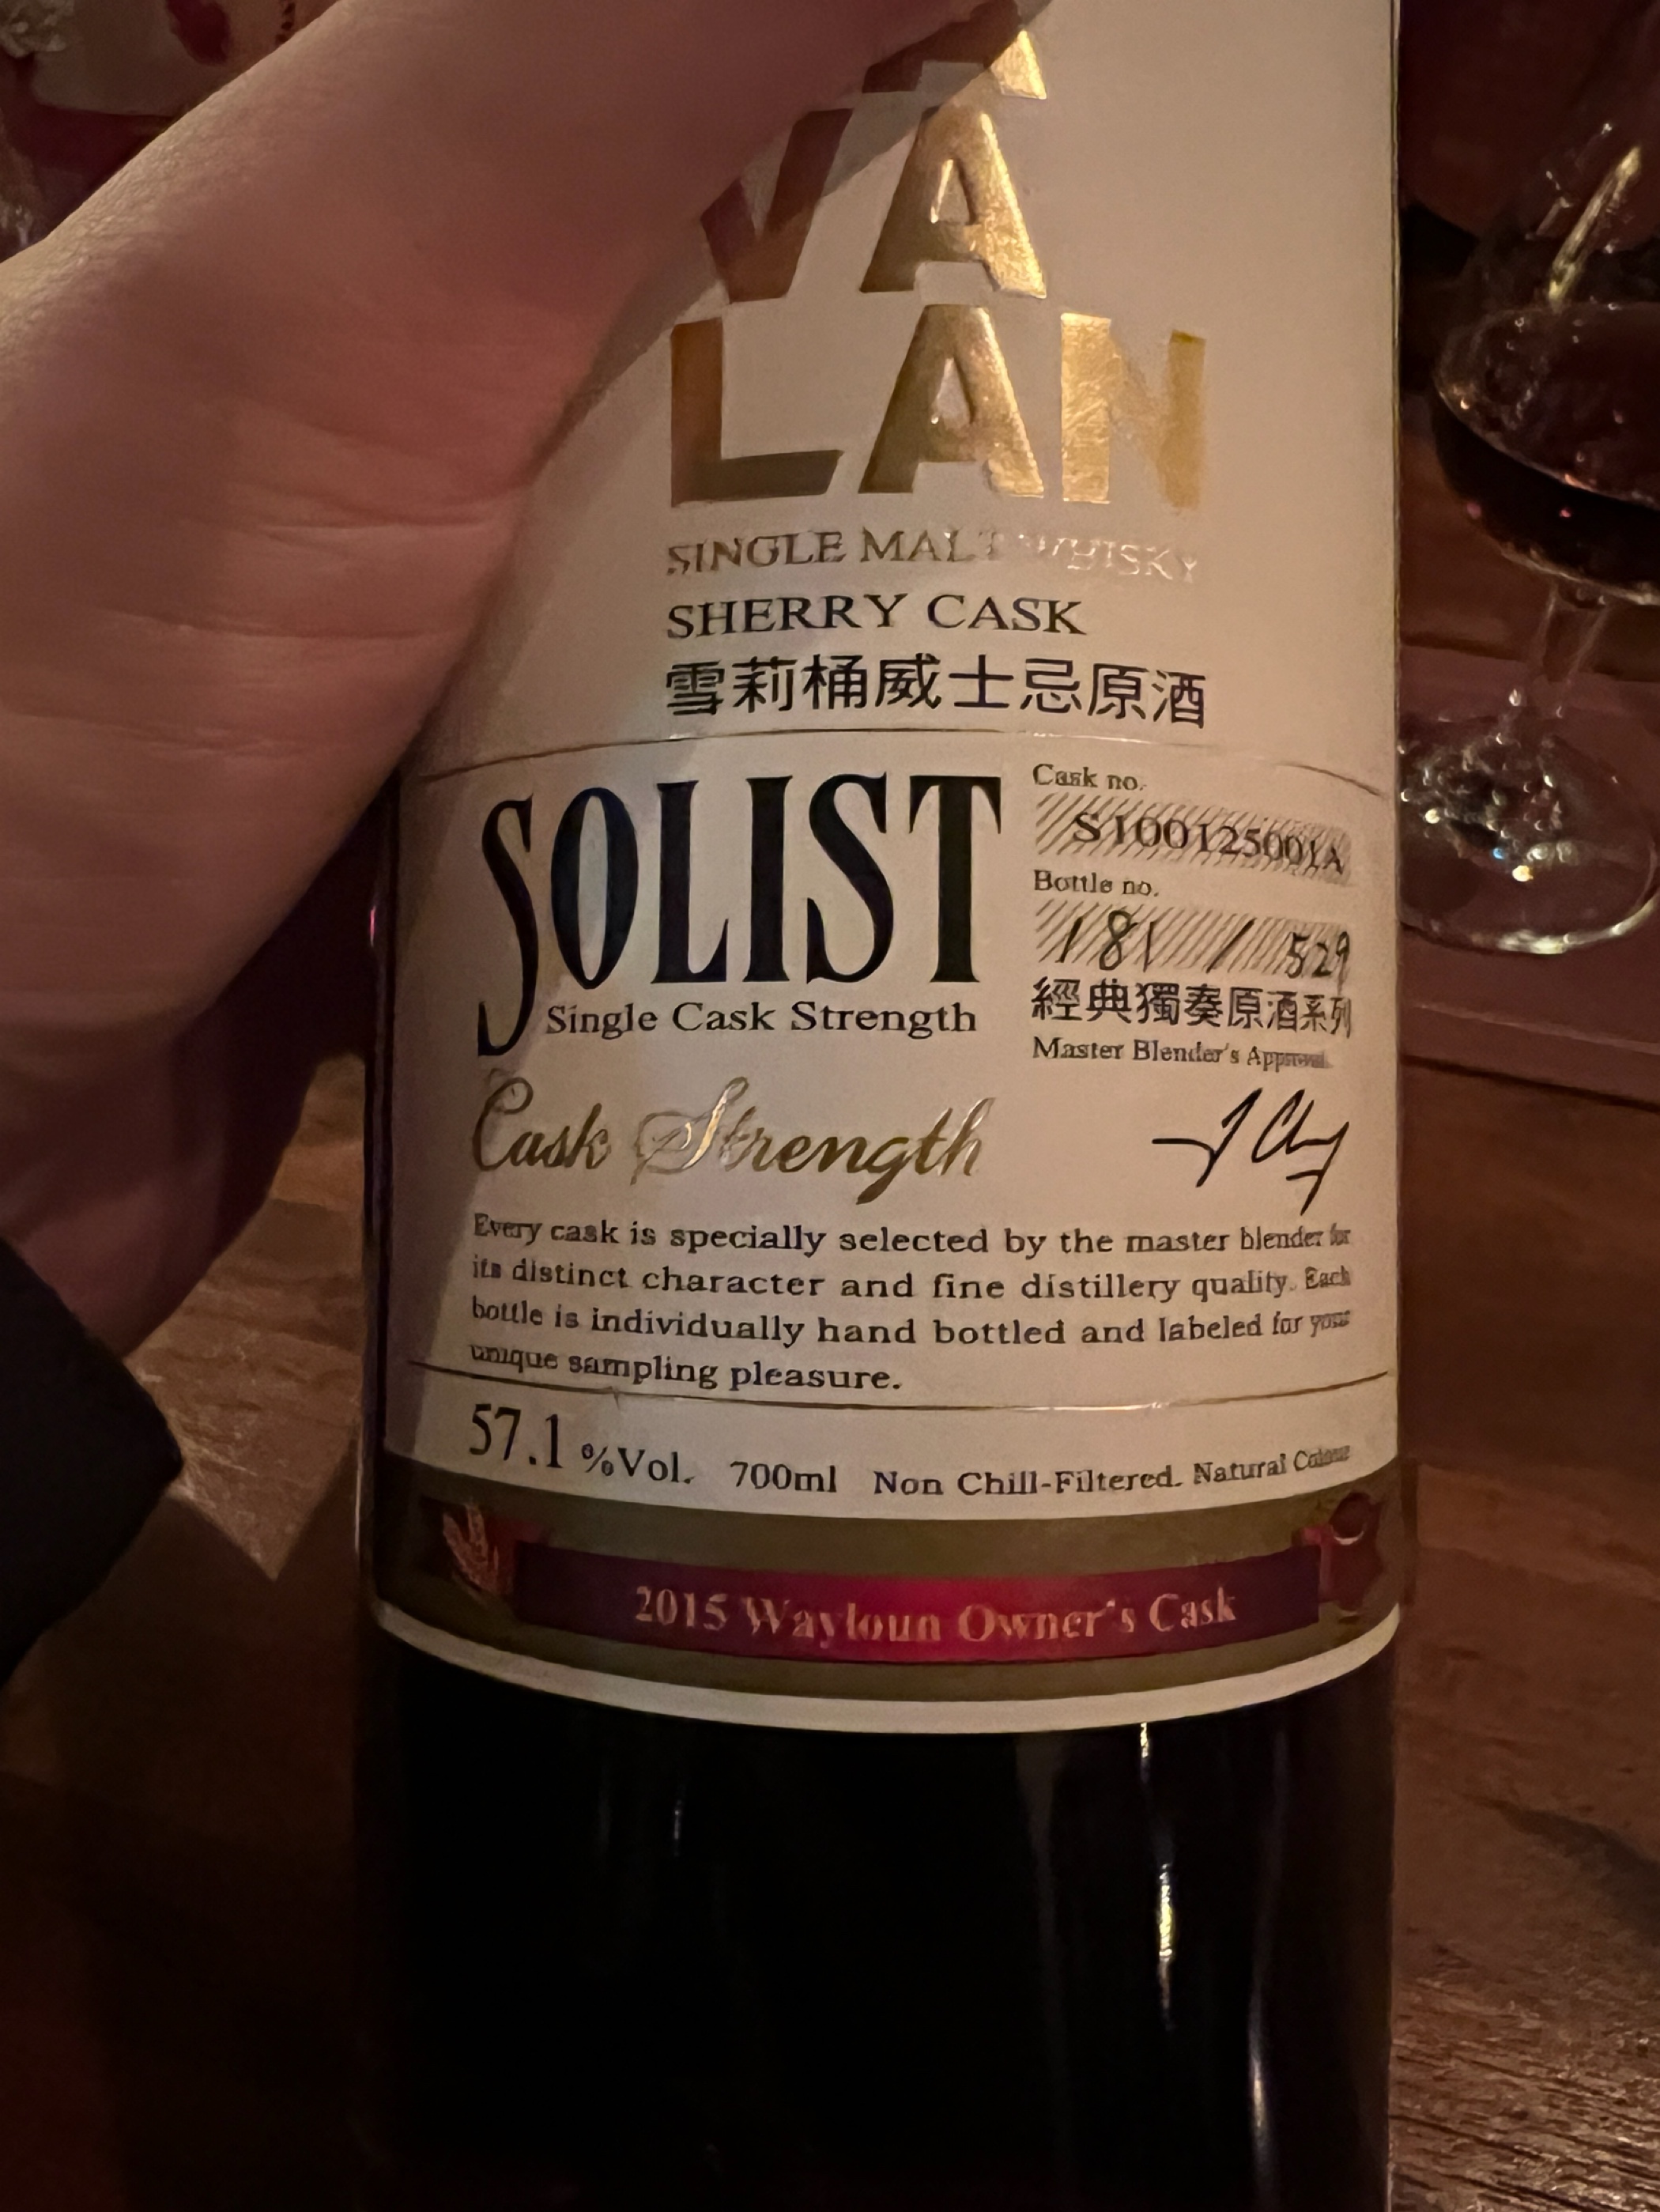 VA
LAN
SINGLE MALT WHISKY
SHERRY CASK
雪莉桶威士忌原酒
SOLIST
Single Cask Strength
Cask no.
S100125001A
Bottle no.
181 / 529
經典獨奏原酒系列
Master Blender's Approval
Cask Strength
Every cask is specially selected by the master blender for
its distinct character and fine distillery quality. Each
bottle is individually hand bottled and labeled for your
unique sampling pleasure.
57.1 %Vol. 700ml Non Chill-Filtered. Natural Colour
2015 Wayloun Owner's Cask